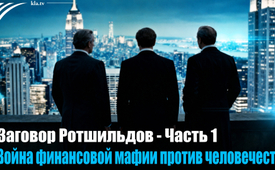 kla.tv
Заговор Ротшильдов - Часть 1
Война финансовой мафии против человечест